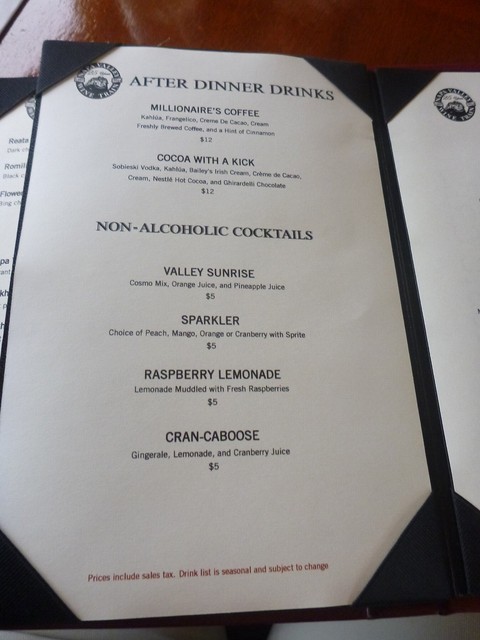 NAPA VALLEY
WINE TRAIN
AFTER DINNER DRINKS
MILLIONAIRE'S COFFEE
Kahlúa, Frangelico, Creme De Cacao, Cream
Freshly Brewed Coffee, and a Hint of Cinnamon
$12
COCOA WITH A KICK
Sobieski Vodka, Kahlúa, Bailey's Irish Cream, Crème de Cacao,
Cream, Nestlé Hot Cocoa, and Ghirardelli Chocolate
$12
NON-ALCOHOLIC COCKTAILS
VALLEY SUNRISE
Cosmo Mix, Orange Juice, and Pineapple Juice
$5
SPARKLER
Choice of Peach, Mango, Orange or Cranberry with Sprite
$5
RASPBERRY LEMONADE
Lemonade Muddled with Fresh Raspberries
$5
CRAN-CABOOSE
Gingerale, Lemonade, and Cranberry Juice
$5
Prices include sales tax. Drink list is seasonal and subject to change